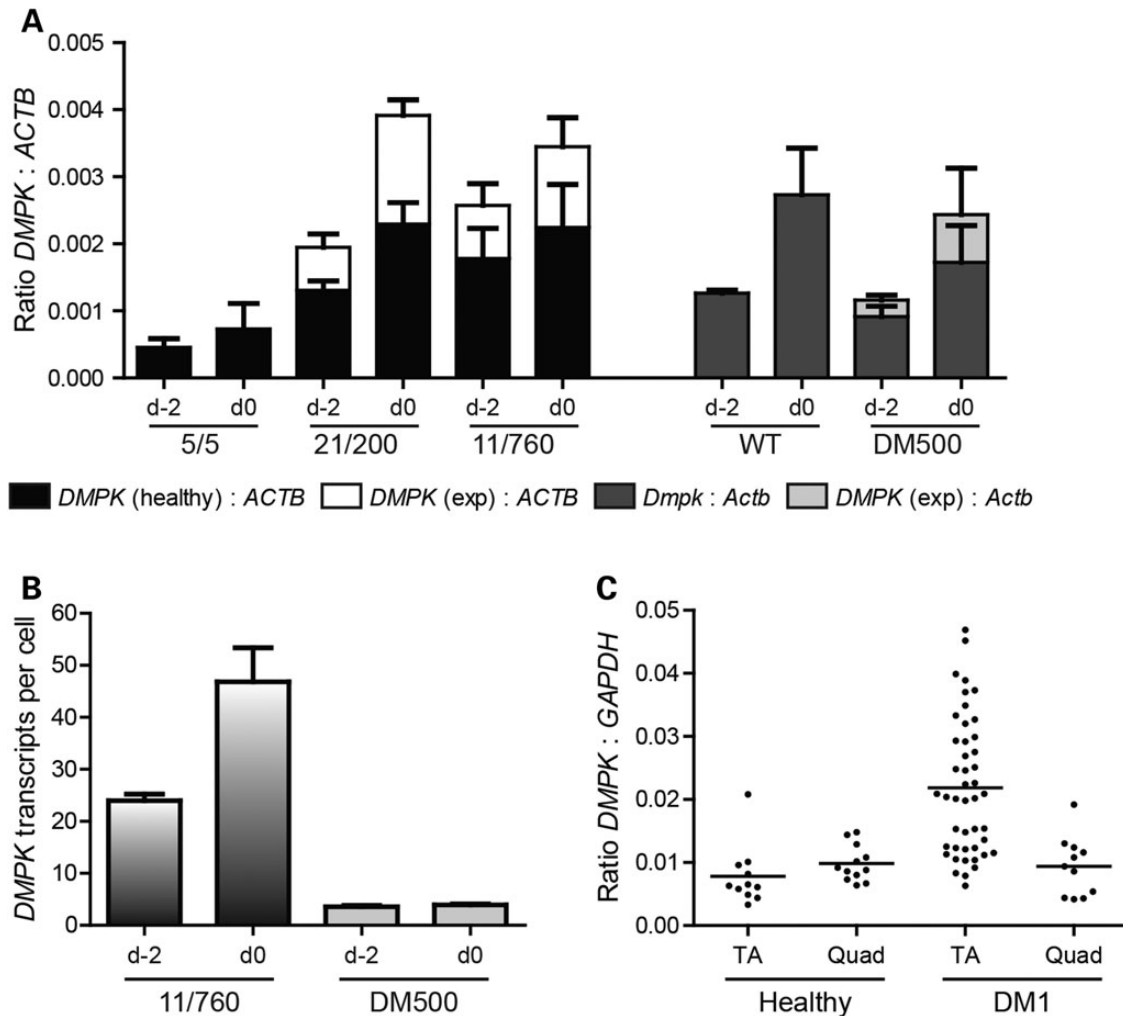 A
Ratio DMPK : ACTB
0.005
0.004
0.003
0.002
0.001
0.000
d-2 d0 d-2 d0 d-2 d0 d-2 d0 d-2 d0
5/5 21/200 11/760 WT DM500
DMPK (healthy) : ACTB DMPK (exp) : ACTB Dmpk : Actb DMPK (exp) : Actb
B
DMPK transcripts per cell
60
50
40
30
20
10
0
d-2 d0 d-2 d0
11/760 DM500
C
Ratio DMPK : GAPDH
0.05
0.04
0.03
0.02
0.01
0.00
TA Quad TA Quad
Healthy DM1